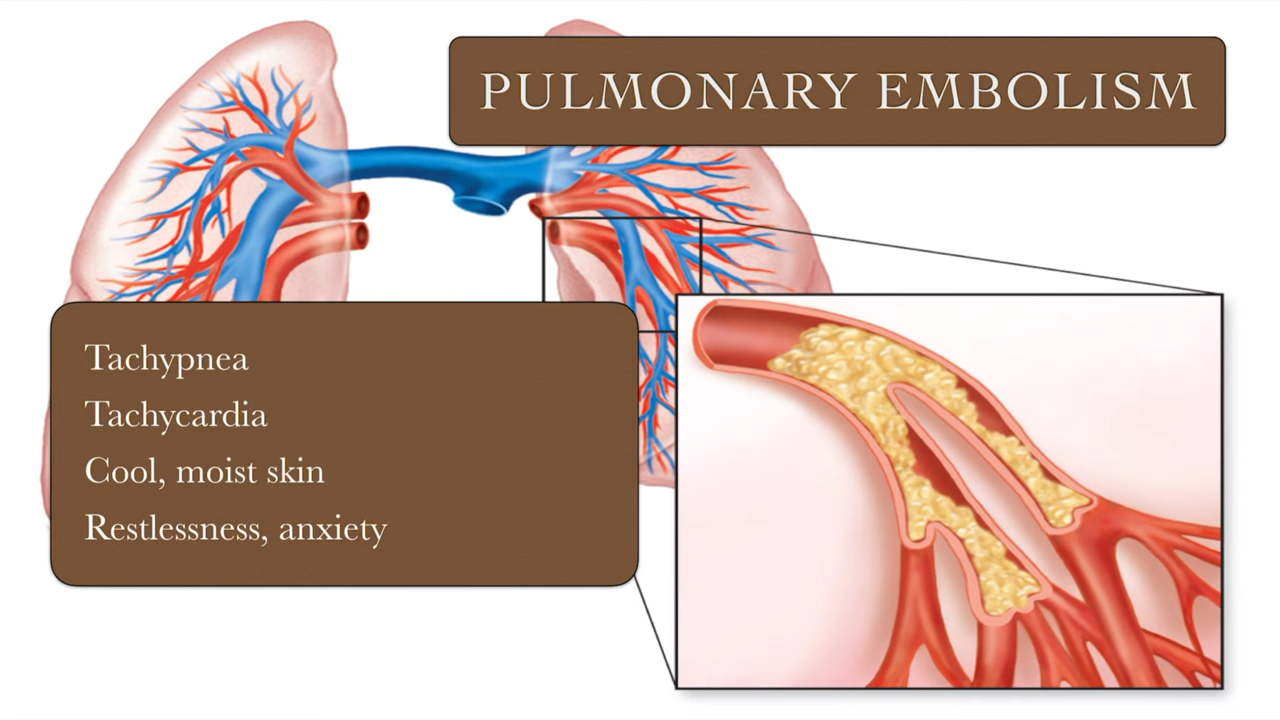 PULMONARY EMBOLISM
Tachypnea
Tachycardia
Cool, moist skin
Restlessness, anxiety